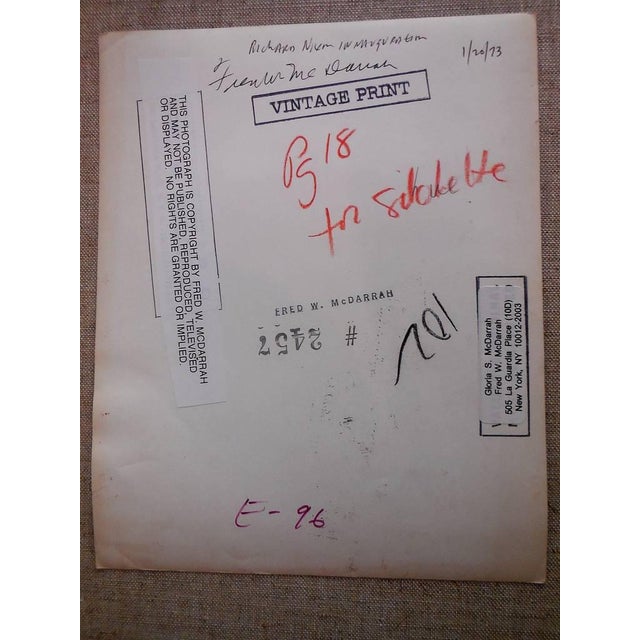 RICHARD NIXON INNAUGURATION
1/20/73
Fred W McDarrah
VINTAGE PRINT
THIS PHOTOGRAPH IS COPYRIGHT BY FRED W. MCDARRAH
AND MAY NOT BE PUBLISHED, REPRODUCED, TELEVISED
OR DISPLAYED. NO RIGHTS ARE GRANTED OR IMPLIED.
Pg 18
for silhouette
FRED W. McDARRAH
# 2457
701
Gloria S. McDarrah
Fred W. McDarrah
505 La Guardia Place (10D)
New York, NY 10012-2003
E-96